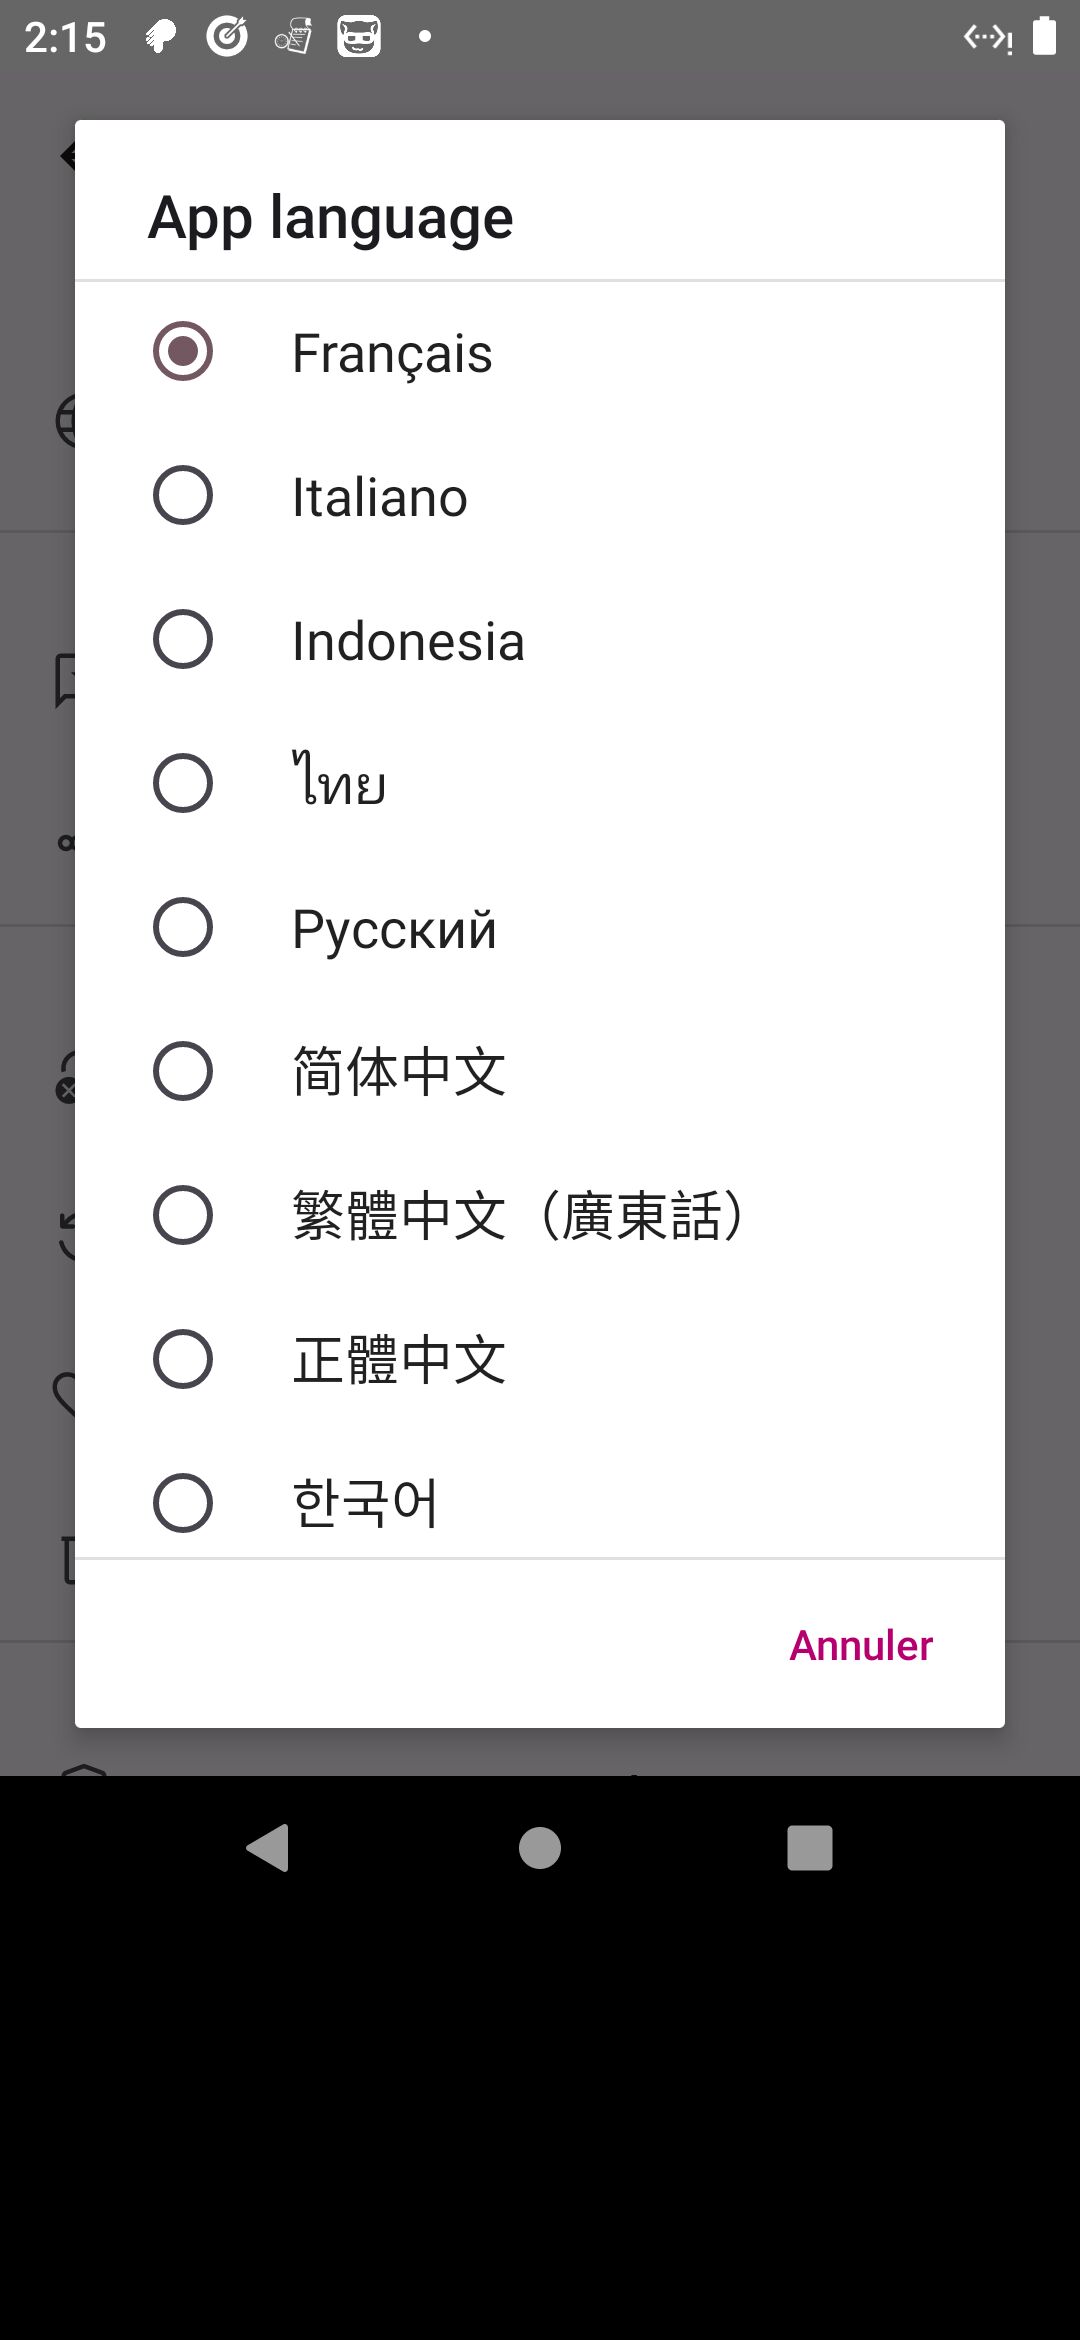 2:15
App language
Français
Italiano
Indonesia
ไทย
Русский
简体中文
繁體中文（廣東話）
正體中文
한국어
Annuler